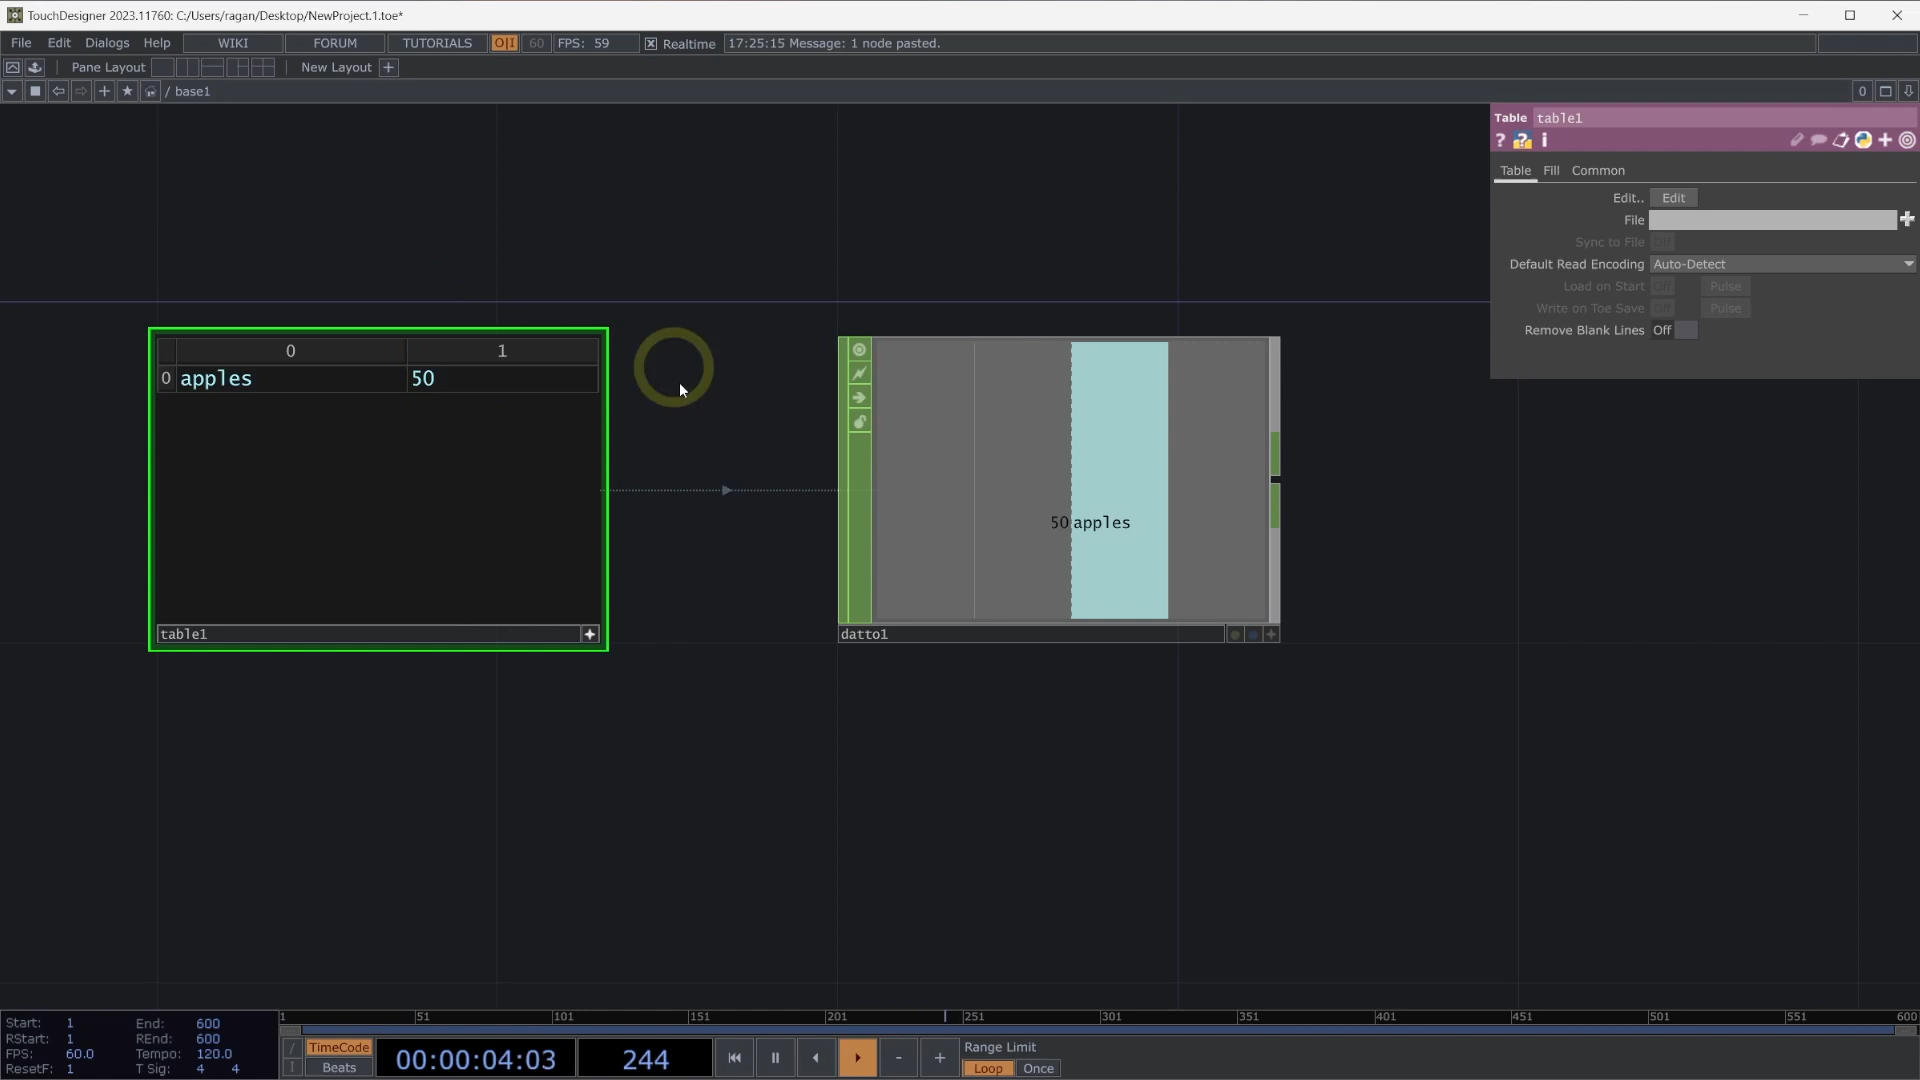 TouchDesigner 2023.11760: C:/Users/ragan/Desktop/NewProject.1.toe*
File Edit Dialogs Help WIKI FORUM TUTORIALS O|I 60 FPS: 59 Realtime 17:25:15 Message: 1 node pasted.
Pane Layout New Layout +
/ base1 0
Table table1
? ? i
Table Fill Common
Edit.. Edit
File
Sync to File Off
Default Read Encoding Auto-Detect
Load on Start Off Pulse
Write on Toe Save Off Pulse
Remove Blank Lines Off
0 1
0 apples 50
table1
50 apples
datto1
1 51 101 151 201 251 301 351 401 451 501 551 600
Start: 1 End: 600
RStart: 1 REnd: 600
FPS: 60.0 Tempo: 120.0
ResetF: 1 T Sig: 4 4
/ TimeCode
I Beats
00:00:04:03 244 - +
Range Limit
Loop Once